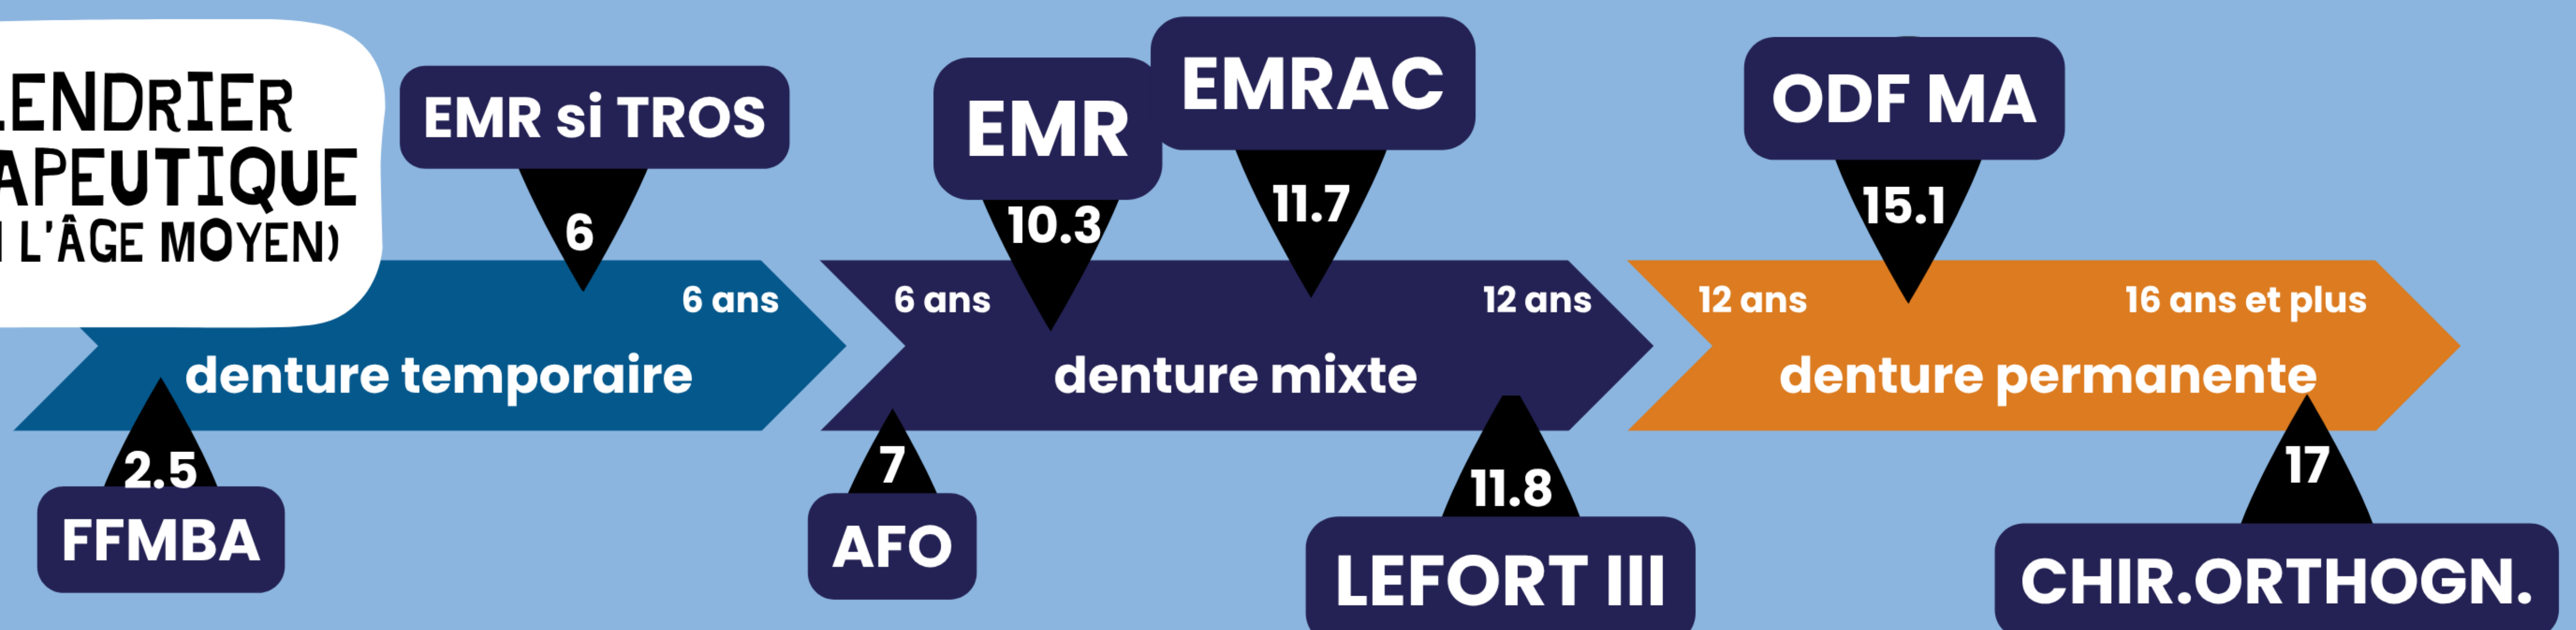 LENDRIER
APEUTIQUE
L'ÂGE MOYEN)
EMR si TROS
6
EMR
10.3
EMRAC
11.7
ODF MA
15.1
6 ans
denture temporaire
6 ans
12 ans
denture mixte
12 ans
16 ans et plus
denture permanente
2.5
FFMBA
7
AFO
11.8
LEFORT III
17
CHIR.ORTHOGN.